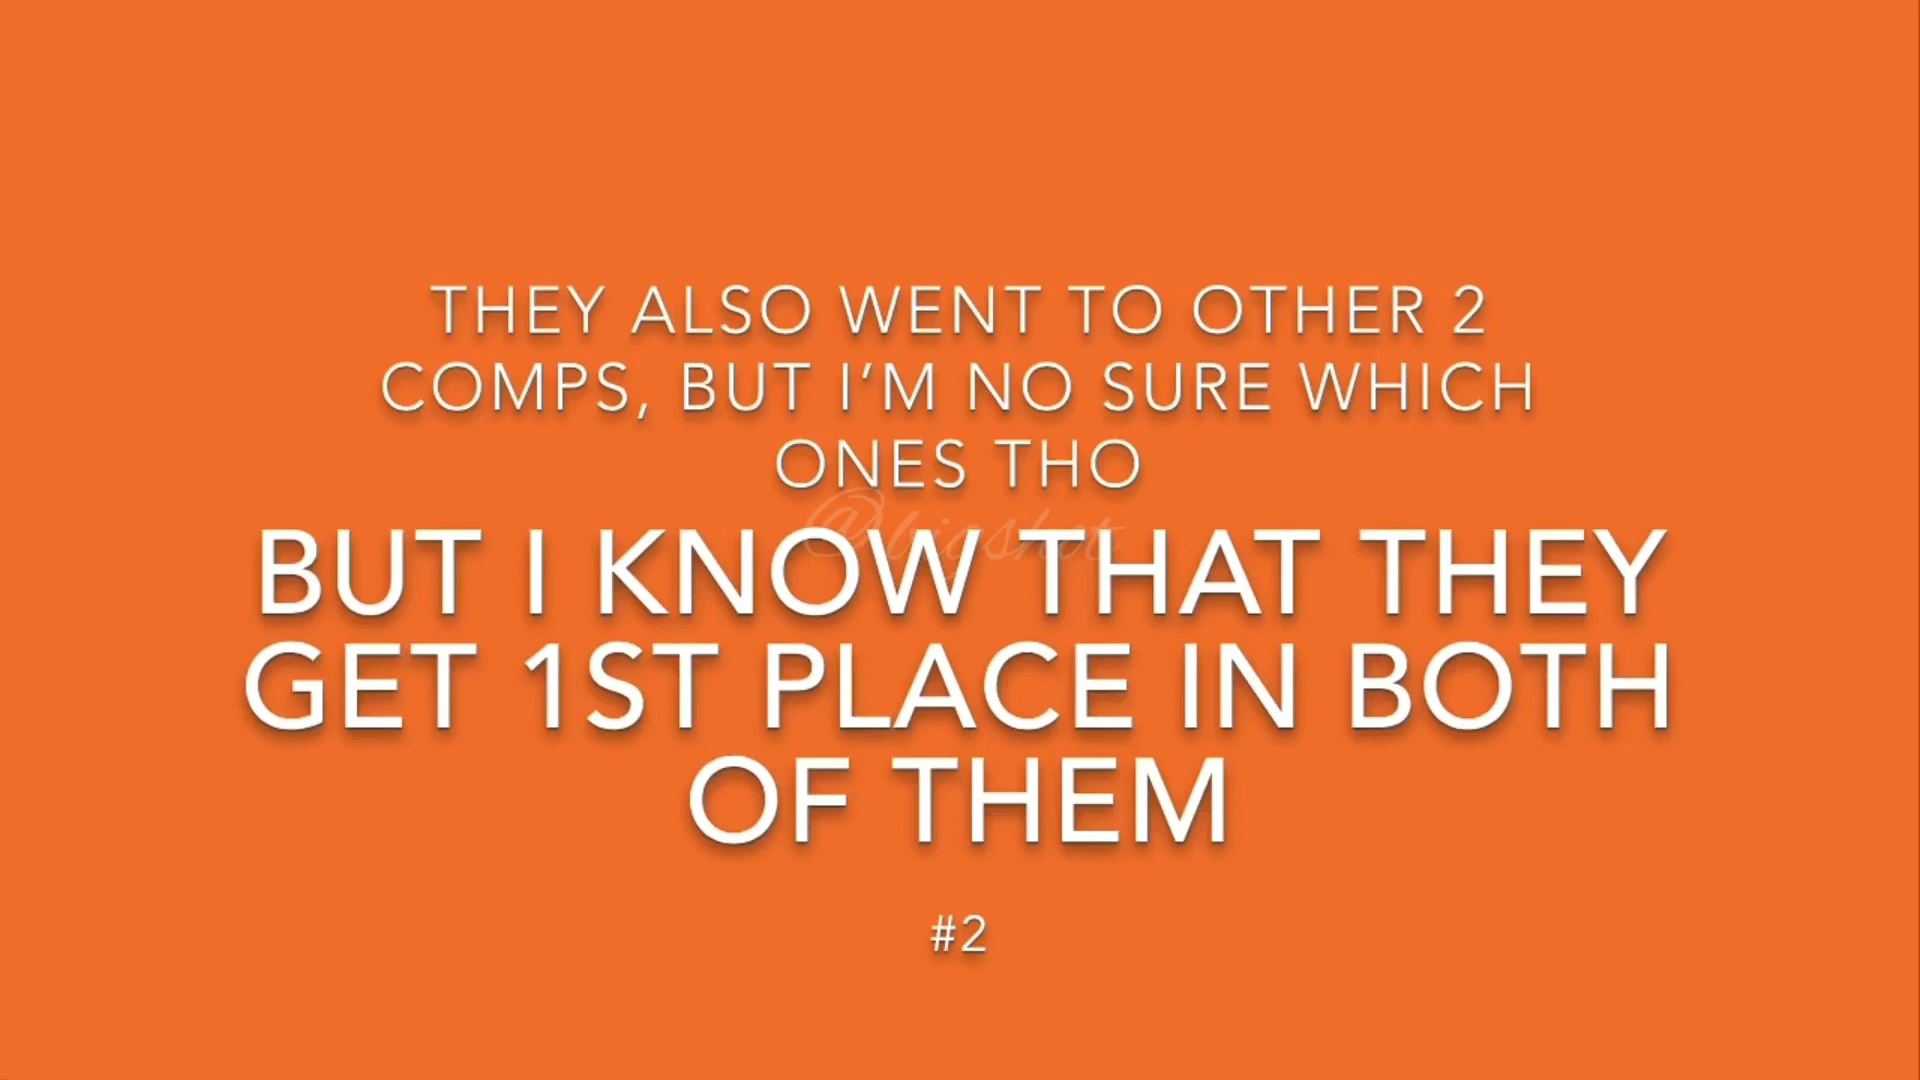 THEY ALSO WENT TO OTHER 2
COMPS, BUT I‘M NO SURE WHICH
ONES THO
@bigshot
BUT I KNOW THAT THEY
GET 1ST PLACE IN BOTH
OF THEM
#2